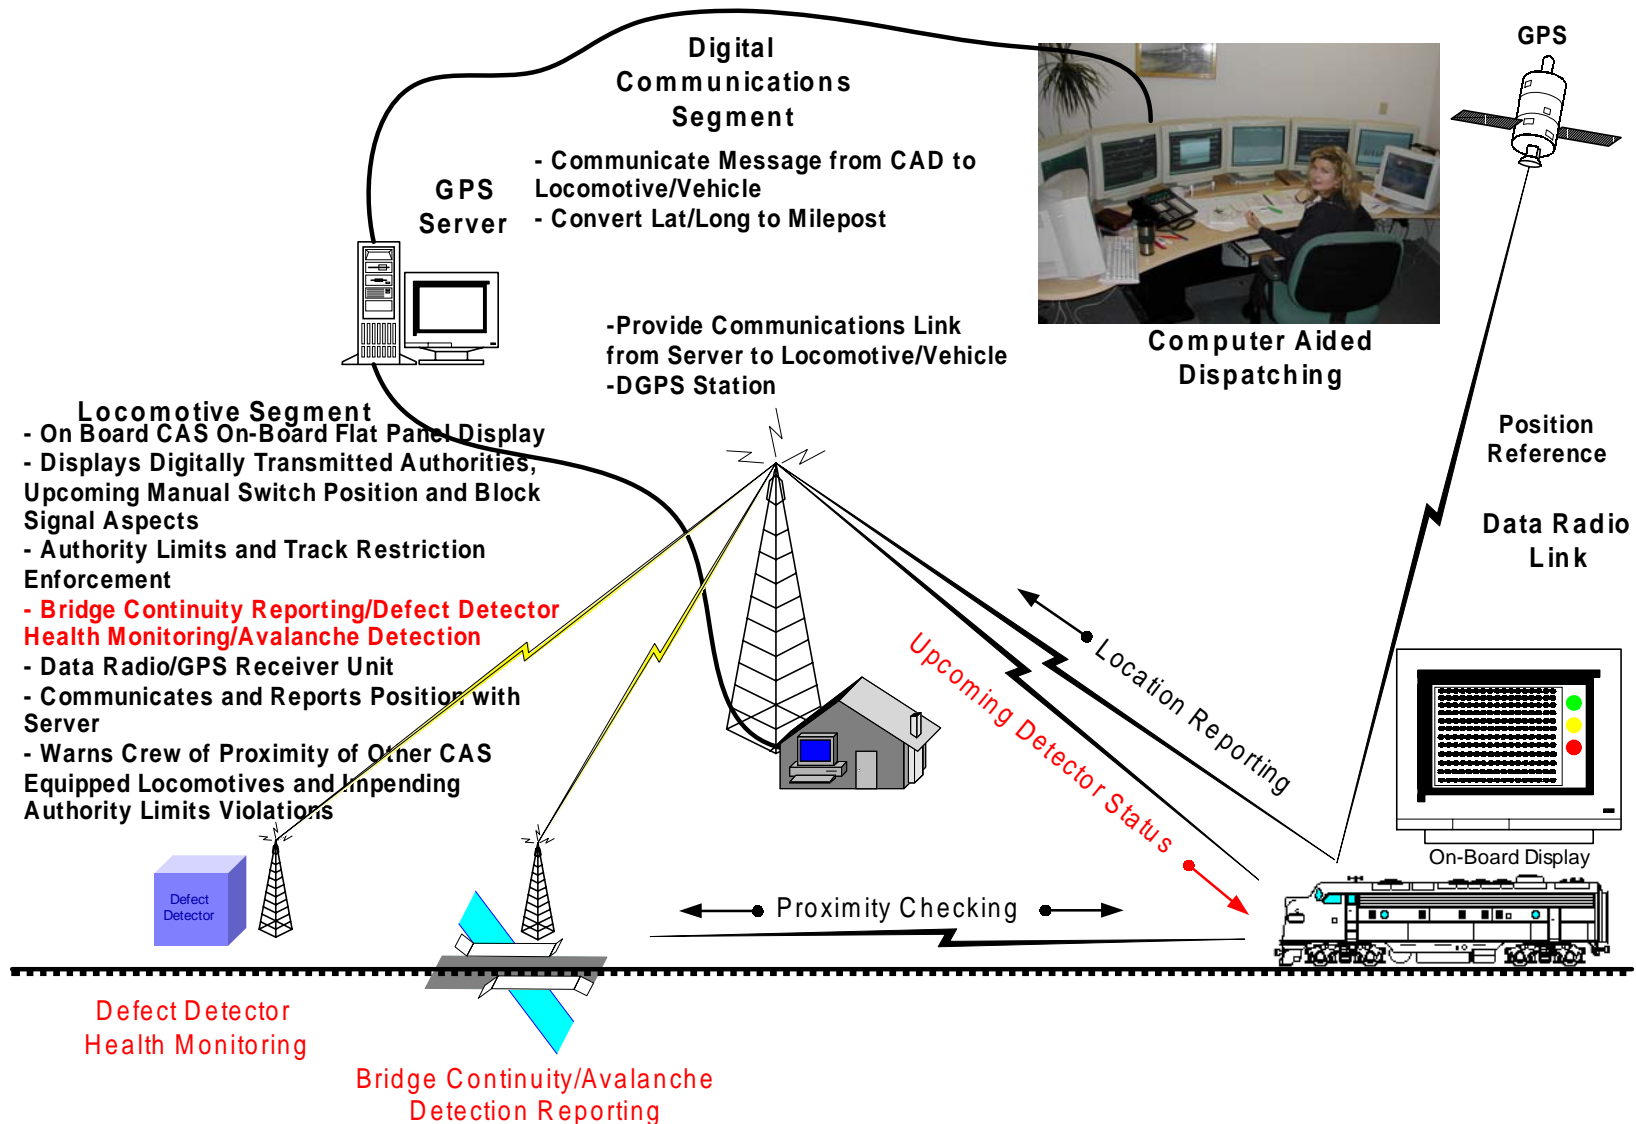 Digital
Communications
Segment
- Communicate Message from CAD to
Locomotive/Vehicle
- Convert Lat/Long to Milepost
GPS
Server
GPS
-Provide Communications Link
from Server to Locomotive/Vehicle
-DGPS Station
Computer Aided
Dispatching
Locomotive Segment
- On Board CAS On-Board Flat Panel Display
- Displays Digitally Transmitted Authorities,
Upcoming Manual Switch Position and Block
Signal Aspects
- Authority Limits and Track Restriction
Enforcement
- Bridge Continuity Reporting/Defect Detector
Health Monitoring/Avalanche Detection
- Data Radio/GPS Receiver Unit
- Communicates and Reports Position with
Server
- Warns Crew of Proximity of Other CAS
Equipped Locomotives and Impending
Authority Limits Violations
Position
Reference
Data Radio
Link
Location Reporting
Upcoming Detector Status
On-Board Display
Defect
Detector
Proximity Checking
Defect Detector
Health Monitoring
Bridge Continuity/Avalanche
Detection Reporting